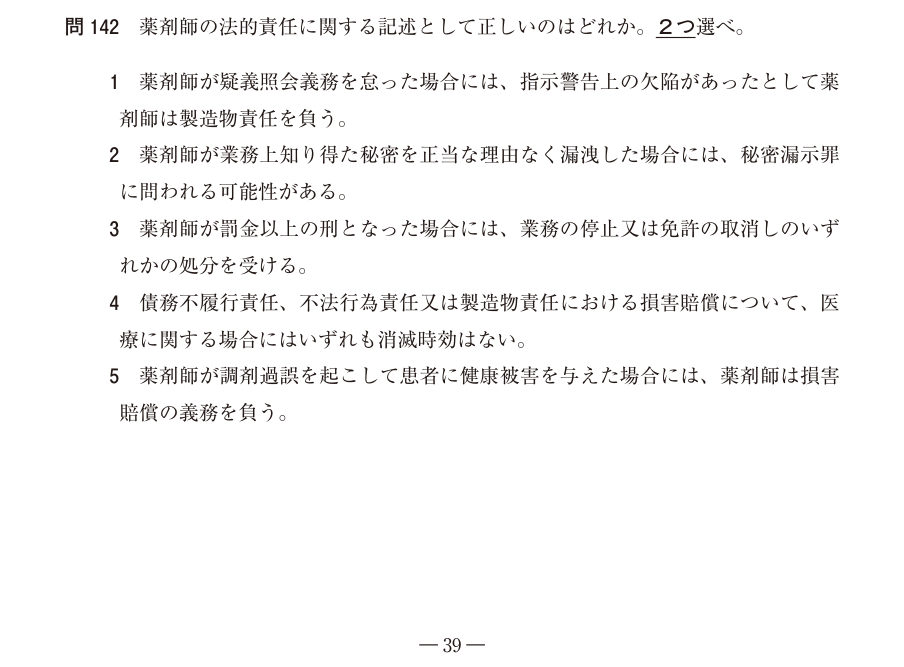 問 142 薬剤師の法的責任に関する記述として正しいのはどれか。２つ選べ。
1 薬剤師が疑義照会義務を怠った場合には、指示警告上の欠陥があったとして薬
剤師は製造物責任を負う。
2 薬剤師が業務上知り得た秘密を正当な理由なく漏洩した場合には、秘密漏示罪
に問われる可能性がある。
3 薬剤師が罰金以上の刑となった場合には、業務の停止又は免許の取消しのいず
れかの処分を受ける。
4 債務不履行責任、不法行為責任又は製造物責任における損害賠償について、医
療に関する場合にはいずれも消滅時効はない。
5 薬剤師が調剤過誤を起こして患者に健康被害を与えた場合には、薬剤師は損害
賠償の義務を負う。
— 39 —